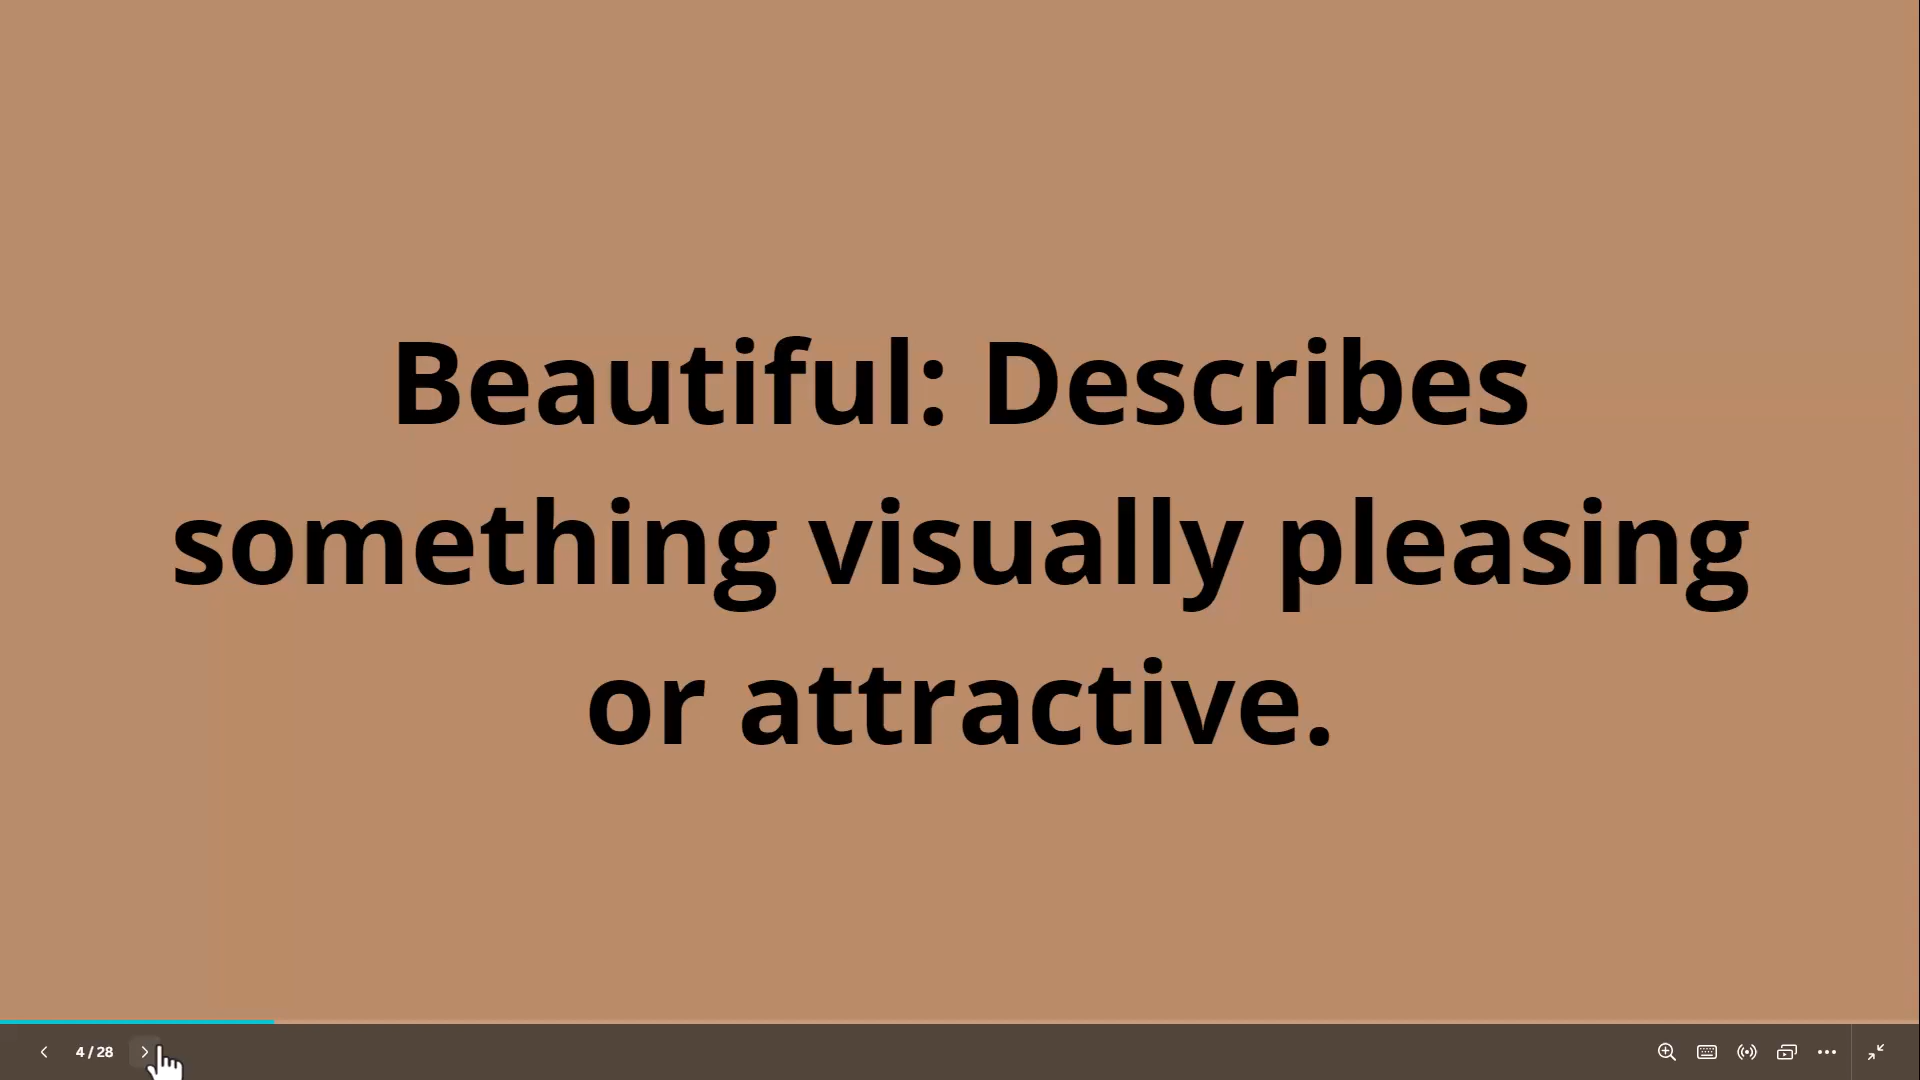 Beautiful: Describes
something visually pleasing
or attractive.
4 / 28